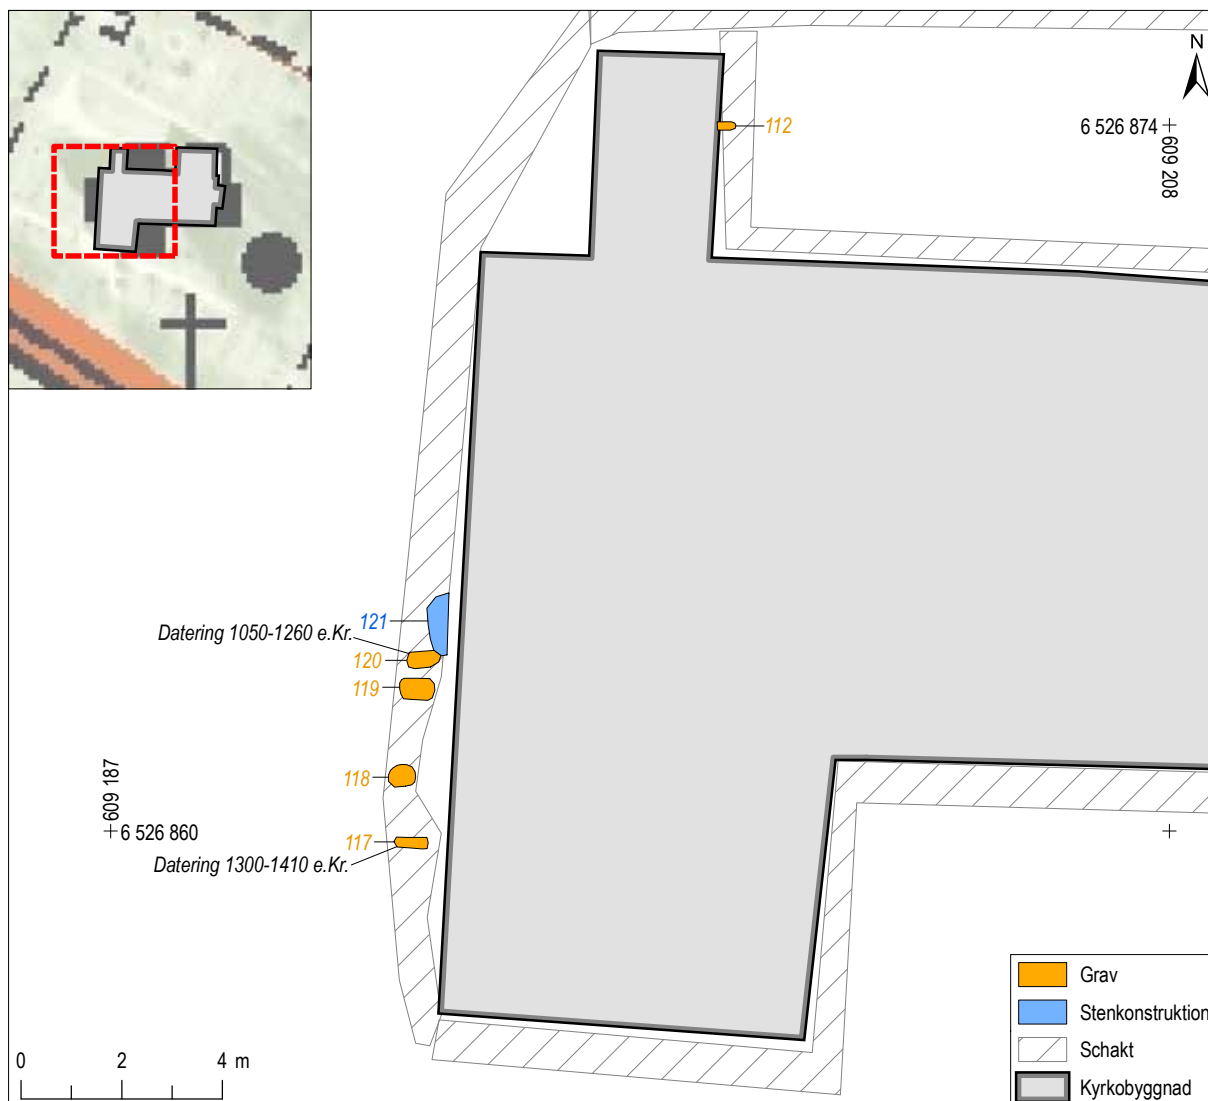 N
112
6 526 874
609 208
121
Datering 1050-1260 e.Kr.
120
119
118
609 187
6 526 860
117
Datering 1300-1410 e.Kr.
Grav
Stenkonstruktion
Schakt
Kyrkobyggnad
0 2 4 m